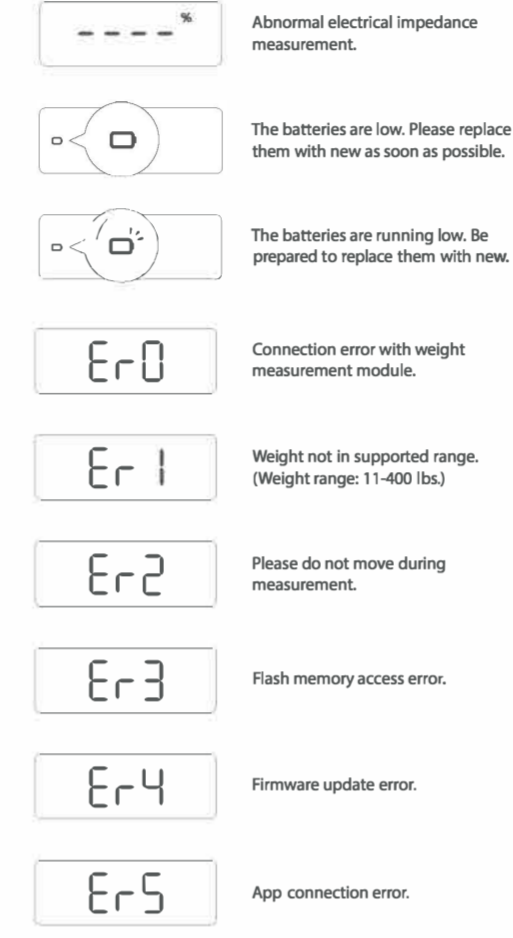 ---- %
Abnormal electrical impedance
measurement.
The batteries are low. Please replace
them with new as soon as possible.
The batteries are running low. Be
prepared to replace them with new.
Er0
Connection error with weight
measurement module.
Er1
Weight not in supported range.
(Weight range: 11-400 lbs.)
Er2
Please do not move during
measurement.
Er3
Flash memory access error.
Er4
Firmware update error.
Er5
App connection error.